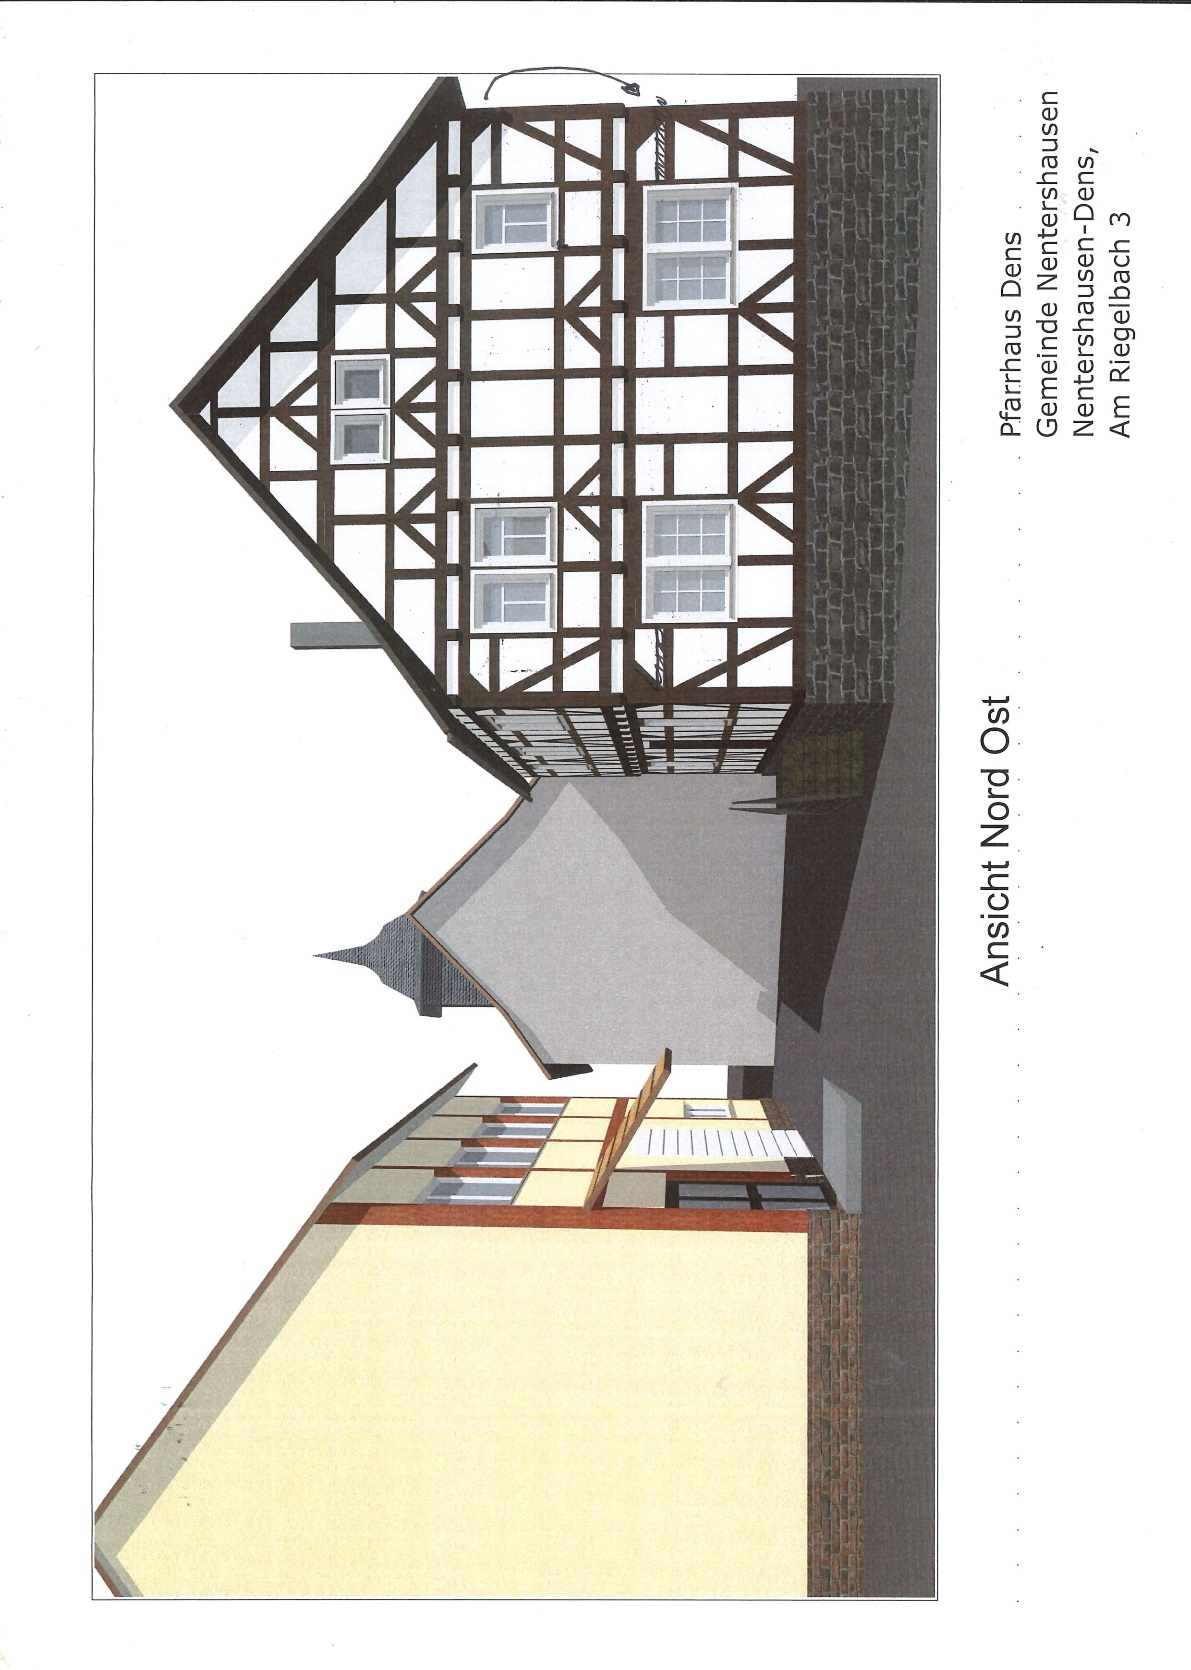 Ansicht Nord Ost
Pfarrhaus Dens
Gemeinde Nentershausen
Nentershausen-Dens,
Am Riegelbach 3